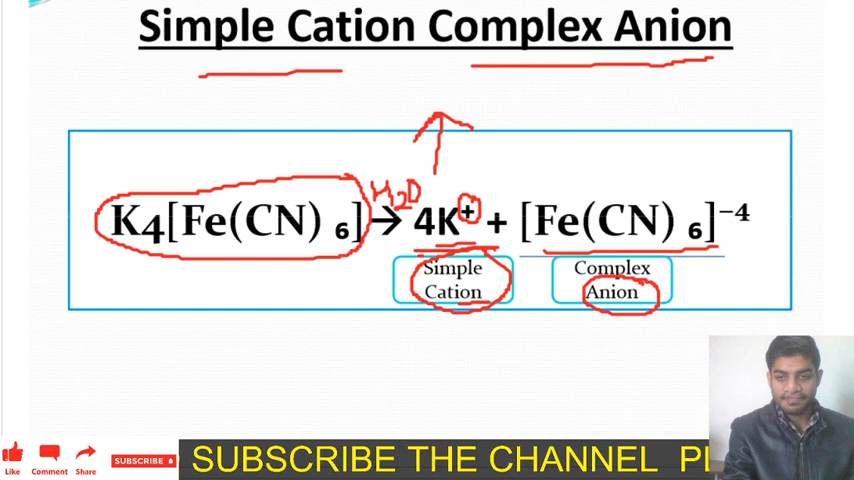 Simple Cation Complex Anion
H2O
K4[Fe(CN) 6]→ 4K+ + [Fe(CN) 6]−4
Simple Cation
Complex Anion
Like
Comment
Share
SUBSCRIBE
SUBSCRIBE THE CHANNEL